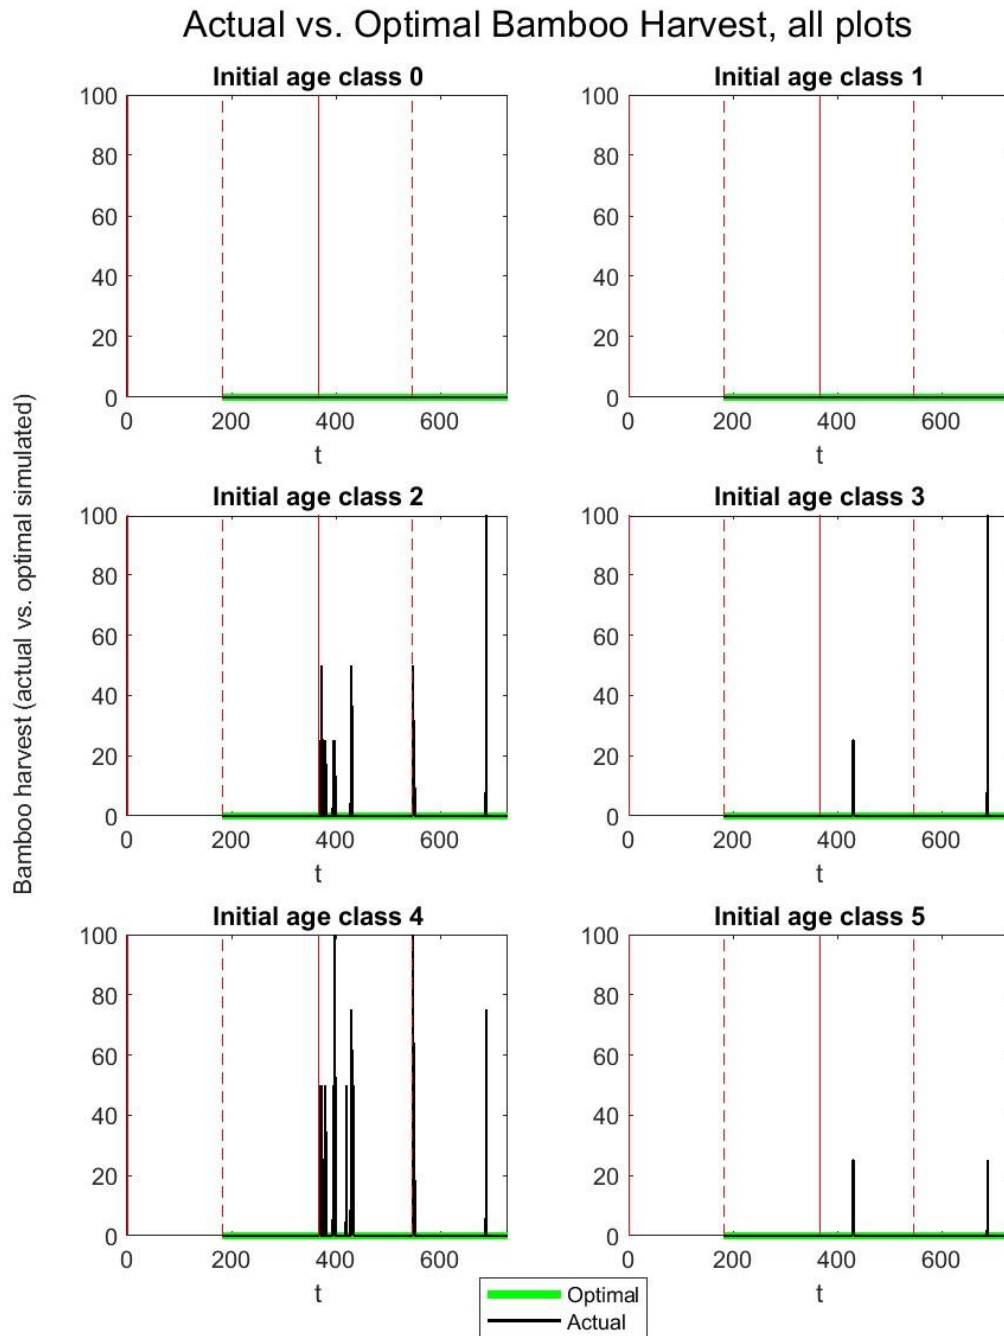 Actual vs. Optimal Bamboo Harvest, all plots
Bamboo harvest (actual vs. optimal simulated)
Initial age class 0
100
80
60
40
20
0
0 200 400 600
t
Initial age class 1
100
80
60
40
20
0
0 200 400 600
t
Initial age class 2
100
80
60
40
20
0
0 200 400 600
t
Initial age class 3
100
80
60
40
20
0
0 200 400 600
t
Initial age class 4
100
80
60
40
20
0
0 200 400 600
t
Initial age class 5
100
80
60
40
20
0
0 200 400 600
t
Optimal
Actual